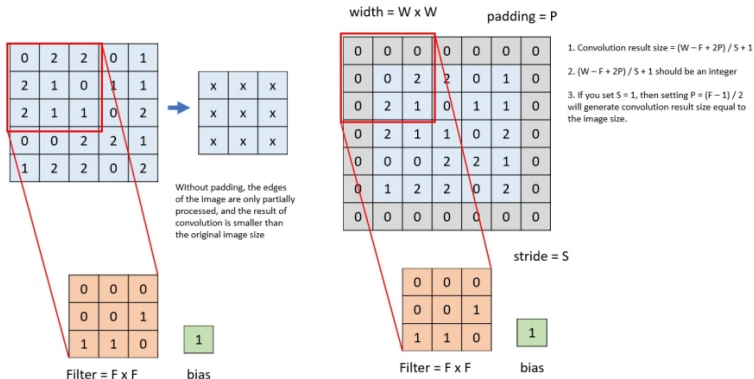 0 2 2 0 1
2 1 0 1 1
2 1 1 0 2
0 0 2 2 1
1 2 2 0 2
x x x
x x x
x x x
Without padding, the edges
of the image are only partially
processed, and the result of
convolution is smaller than
the original image size
0 0 0
0 0 1
1 1 0
Filter = F x F
1
bias
width = W x W
padding = P
0 0 0 0 0 0 0
0 0 2 2 0 1 0
0 2 1 0 1 1 0
0 2 1 1 0 2 0
0 0 0 2 2 1 0
0 1 2 2 0 2 0
0 0 0 0 0 0 0
stride = S
0 0 0
0 0 1
1 1 0
Filter = F x F
1
bias
1. Convolution result size = (W – F + 2P) / S + 1
2. (W – F + 2P) / S + 1 should be an integer
3. If you set S = 1, then setting P = (F – 1) / 2
will generate convolution result size equal to
the image size.